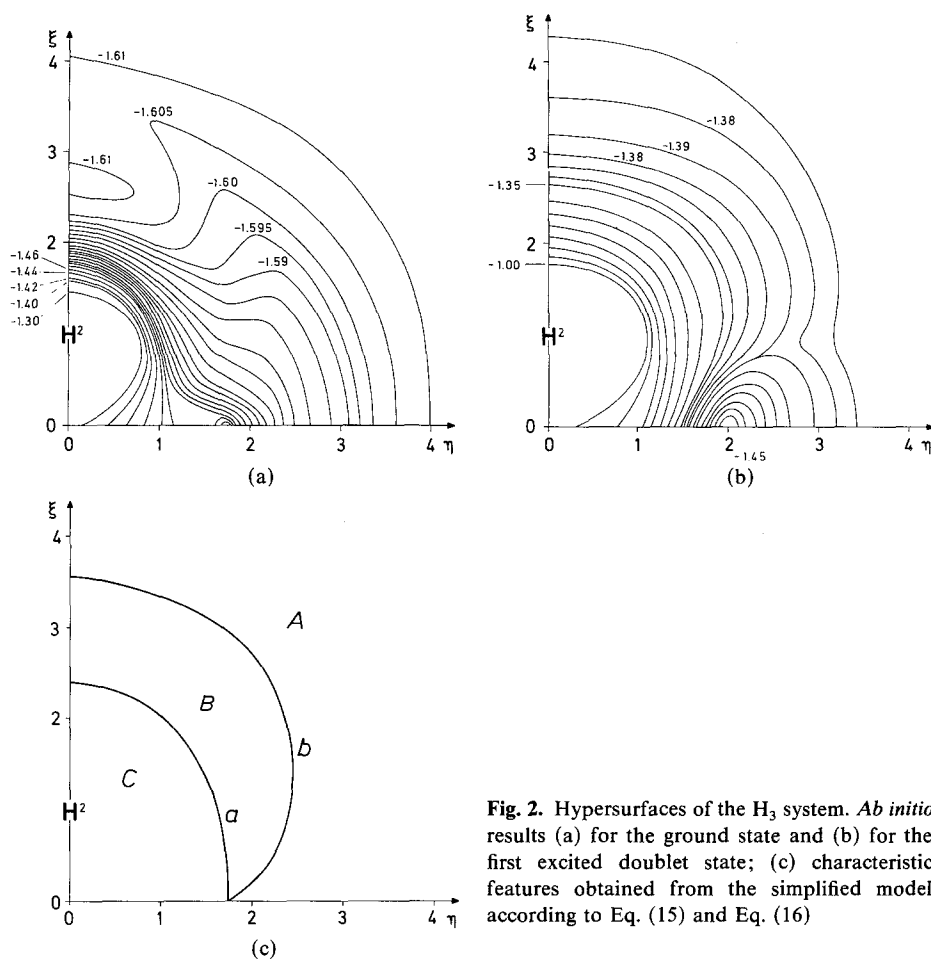 ξ
4
3
2
1
0
-1.61
-1.605
-1.61
-1.60
-1.595
-1.59
-1.46
-1.44
-1.42
-1.40
-1.30
H²
0 1 2 3 4 η
(a)
ξ
4
3
2
0
-1.38
-1.39
-1.38
-1.35
-1.00
H²
0 1 2 3 4 η
-1.45
(b)
ξ
4
3
2
0
A
B
b
C
a
H²
0 1 2 3 4 η
(c)
Fig. 2. Hypersurfaces of the H₃ system. Ab initio
results (a) for the ground state and (b) for the
first excited doublet state; (c) characteristic
features obtained from the simplified model
according to Eq. (15) and Eq. (16)